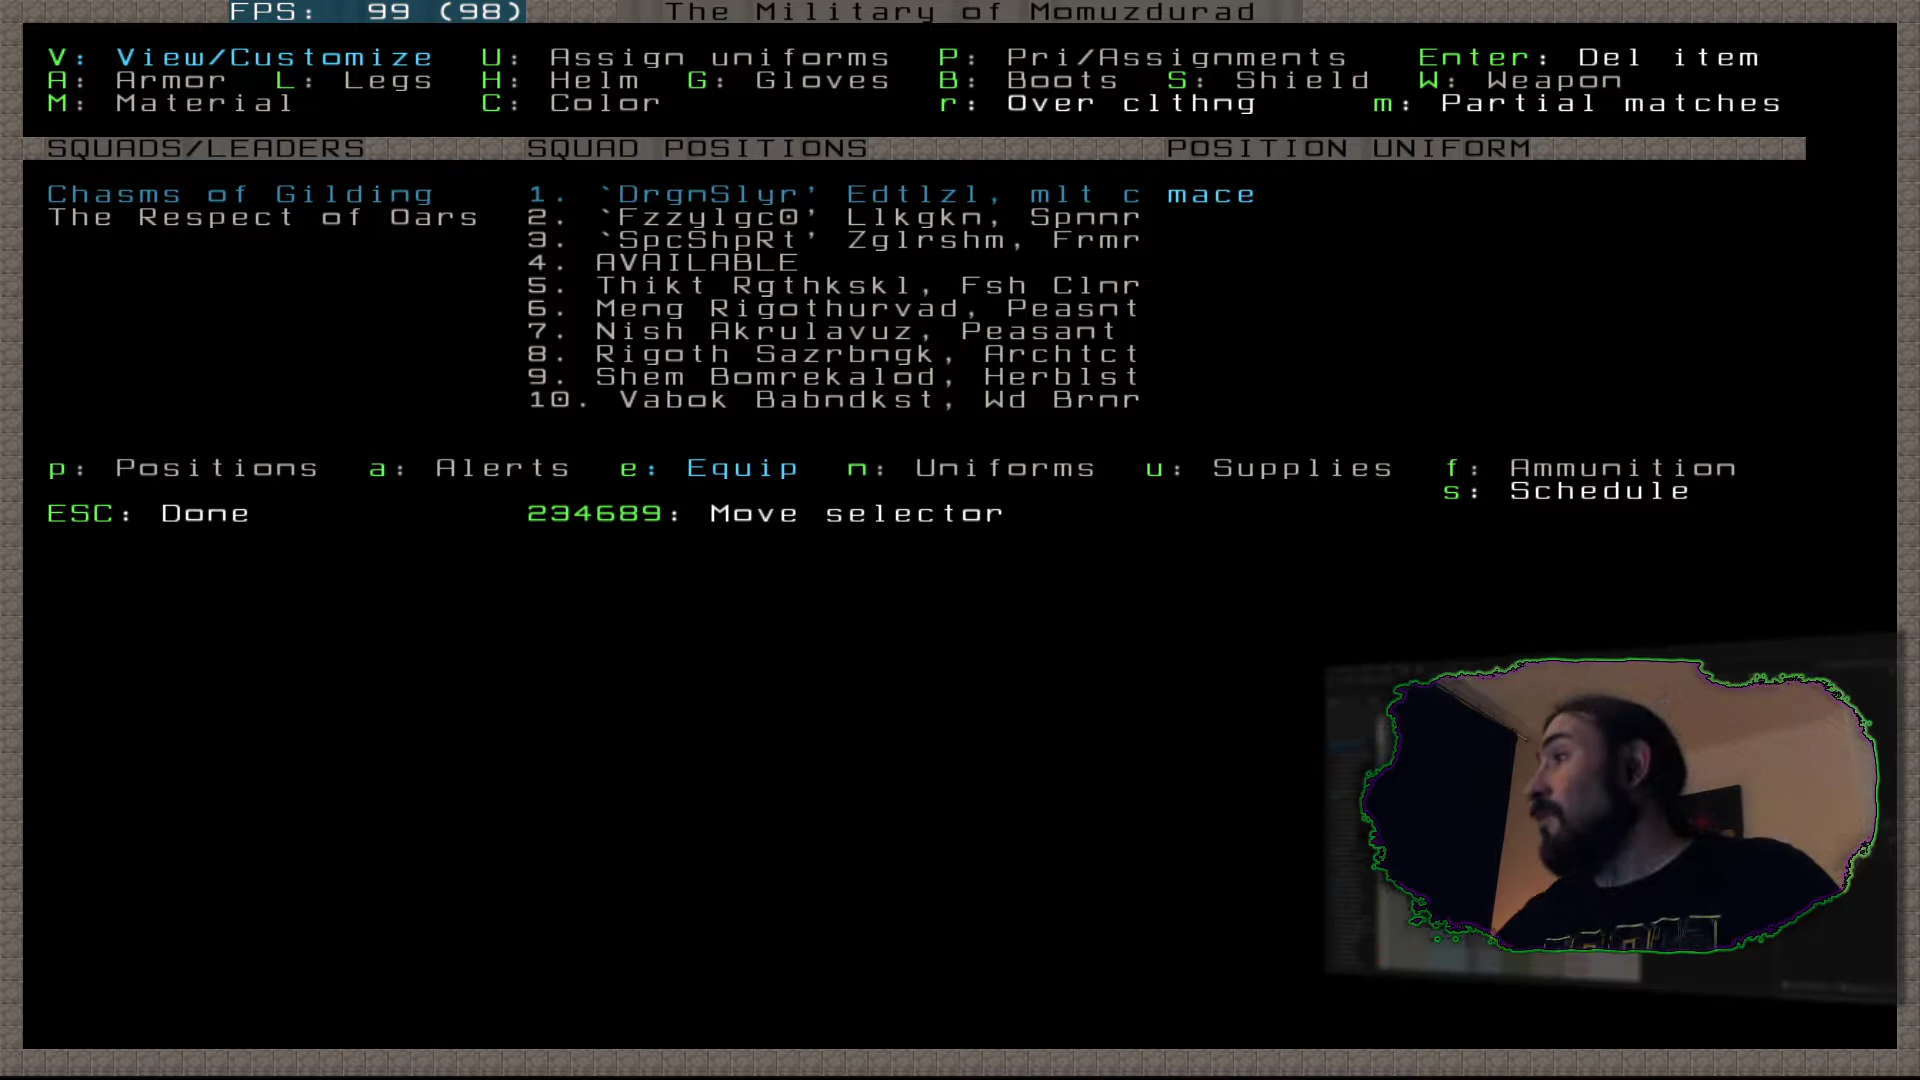 FPS: 99 (98) The Military of Momuzdurad
V: View/Customize U: Assign uniforms P: Pri/Assignments Enter: Del item
A: Armor L: Legs H: Helm G: Gloves B: Boots S: Shield W: Weapon
M: Material C: Color r: Over clthng m: Partial matches
SQUADS/LEADERS SQUAD POSITIONS POSITION UNIFORM
Chasms of Gilding 1. `DrgnSlyr' Edtlzl, mlt c mace
The Respect of Oars 2. `Fzzylgc0' Llkgkn, Spnnr
3. `SpcShpRt' Zglrshm, Frmr
4. AVAILABLE
5. Thikt Rgthkskl, Fsh Clnr
6. Meng Rigothurvad, Peasnt
7. Nish Akrulavuz, Peasant
8. Rigoth Sazrbngk, Archtct
9. Shem Bomrekalod, Herblst
10. Vabok Babndkst, Wd Brnr
p: Positions a: Alerts e: Equip n: Uniforms u: Supplies f: Ammunition
s: Schedule
ESC: Done 234689: Move selector